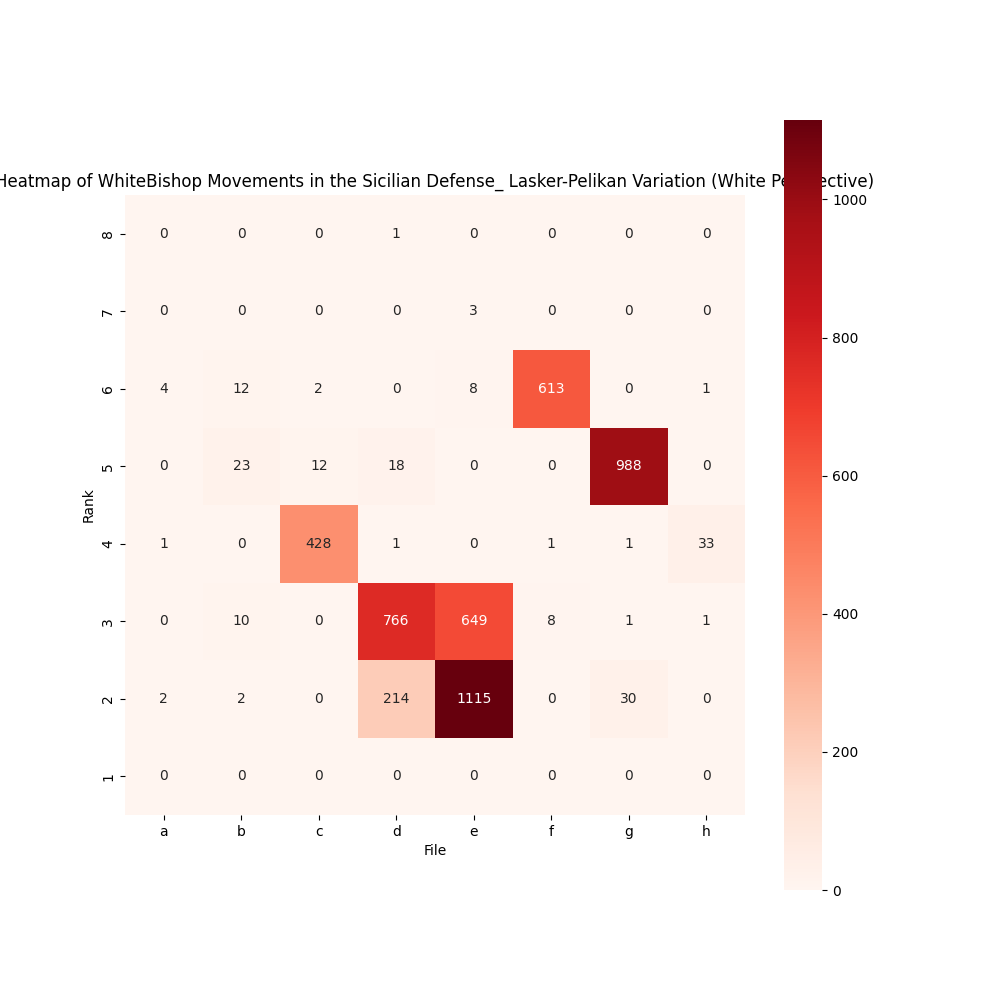 Heatmap of WhiteBishop Movements in the Sicilian Defense_ Lasker-Pelikan Variation (White Pe ective)
1000
8 0 0 0 1 0 0 0 0
7 0 0 0 0 3 0 0 0
800
6 4 12 2 0 8 613 0 1
600
5 0 23 12 18 0 0 988 0
Rank
4 1 0 428 1 0 1 1 33
400
3 0 10 0 766 649 8 1 1
2 2 2 0 214 1115 0 30 0
200
1 0 0 0 0 0 0 0 0
a b c d e f g h
File
0